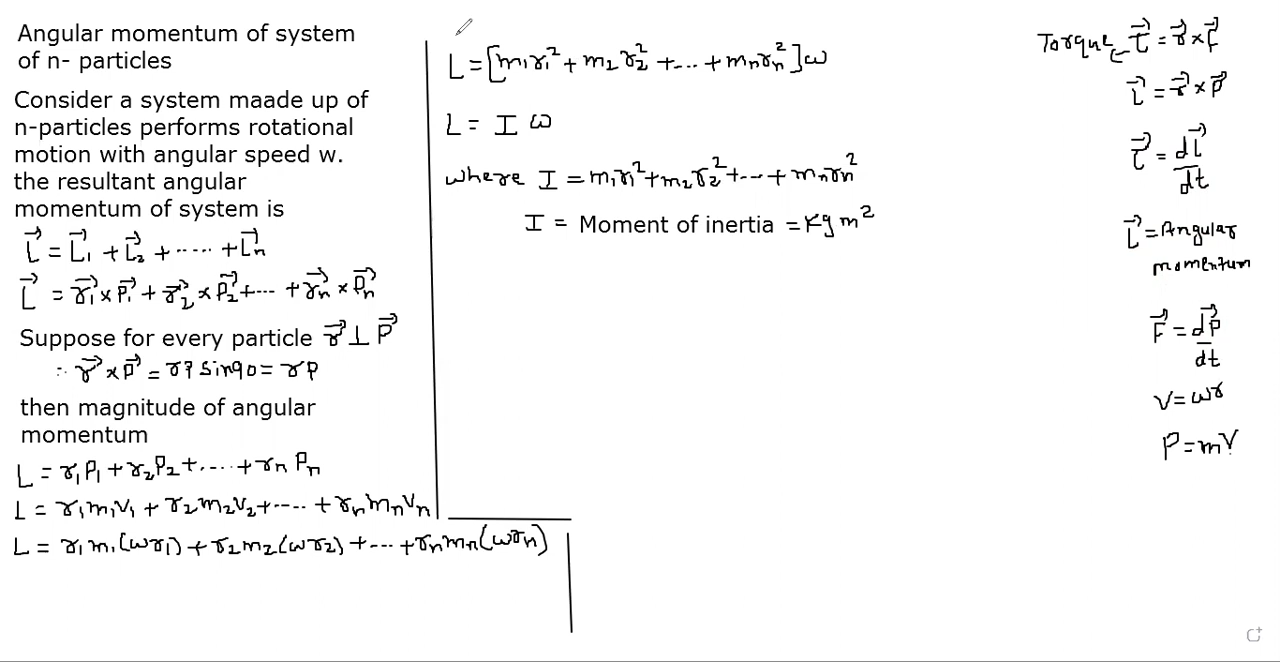 Angular momentum of system
of n- particles
Consider a system maade up of
n-particles performs rotational
motion with angular speed w.
the resultant angular
momentum of system is
L⃗ = L⃗₁ + L⃗₂ + ····· + L⃗n
L⃗ = r⃗₁ × P⃗₁ + r⃗₂ × P⃗₂ + ···· + r⃗n × P⃗n
Suppose for every particle r⃗ ⊥ P⃗
∴ r⃗ × P⃗ = rP sin90 = rp
then magnitude of angular
momentum
L = r₁P₁ + r₂P₂ + ····· + rn Pn
L = r₁m₁v₁ + r₂m₂v₂ + ····· + rnmnvn
L = r₁m₁(ωr₁) + r₂m₂(ωr₂) + ··· + rnmn(ωrn)
L = [m₁r₁² + m₂r₂² + ··· + mnrn²]ω
L = I ω
where I = m₁r₁² + m₂r₂² + ··· + mnrn²
I = Moment of inertia = Kg m²
Torque τ⃗ = r⃗ × F⃗
L⃗ = r⃗ × P⃗
τ⃗ = dL⃗/dt
L⃗ = Angular
momentum
F⃗ = dP⃗/dt
V = ωr
P = mV